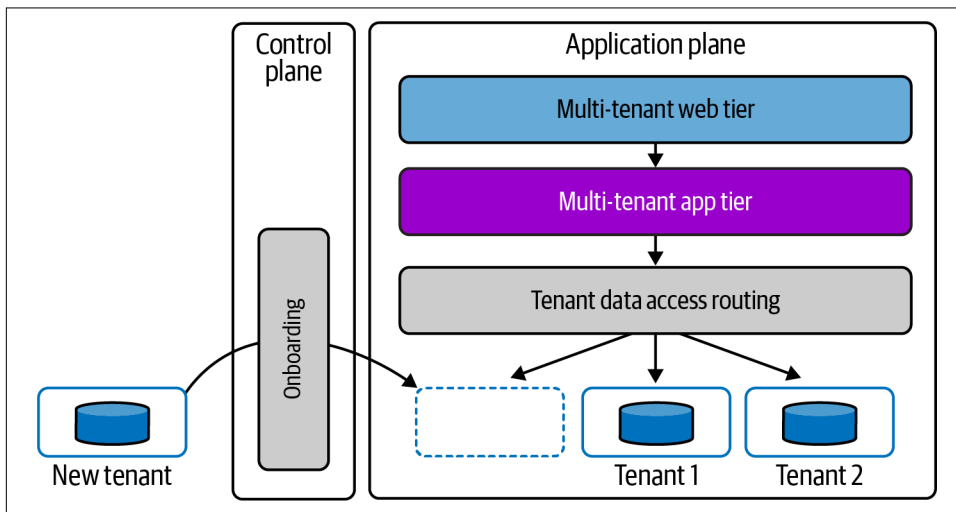 Control
plane
Application plane
Multi-tenant web tier
Multi-tenant app tier
Tenant data access routing
Onboarding
New tenant
Tenant 1
Tenant 2